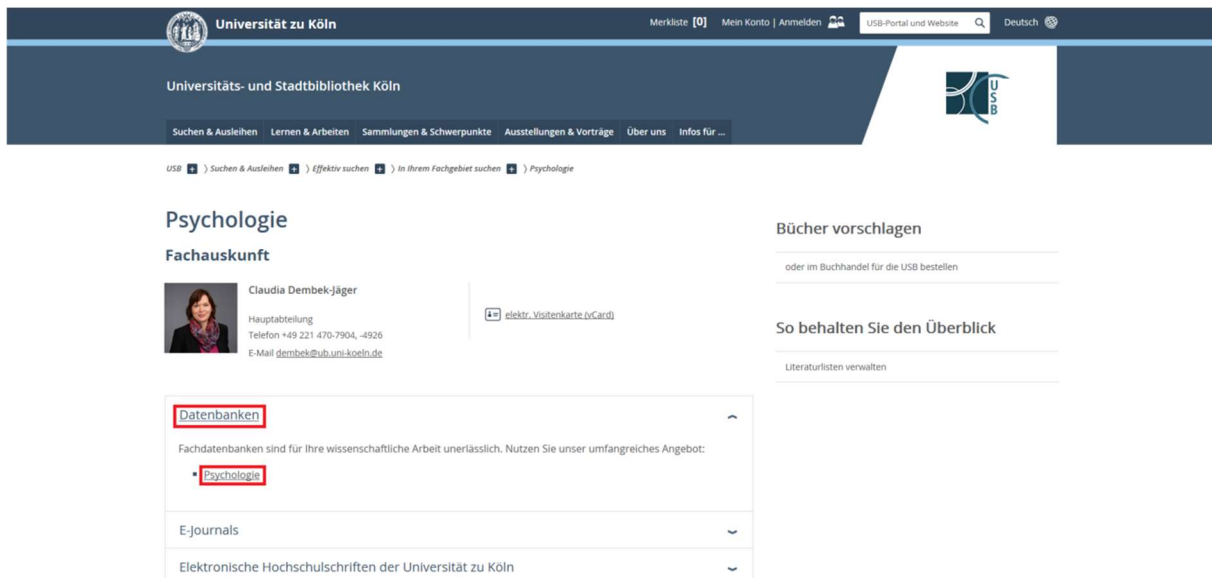 Universität zu Köln
Merkliste [0] Mein Konto | Anmelden USB-Portal und Website Deutsch
Universitäts- und Stadtbibliothek Köln
USB
Suchen & Ausleihen Lernen & Arbeiten Sammlungen & Schwerpunkte Ausstellungen & Vorträge Über uns Infos für ...
USB + ⟩ Suchen & Ausleihen + ⟩ Effektiv suchen + ⟩ In Ihrem Fachgebiet suchen + ⟩ Psychologie
Psychologie
Fachauskunft
Claudia Dembek-Jäger
Hauptabteilung
Telefon +49 221 470-7904, -4926
E-Mail dembek@ub.uni-koeln.de
elektr. Visitenkarte (vCard)
Bücher vorschlagen
oder im Buchhandel für die USB bestellen
So behalten Sie den Überblick
Literaturlisten verwalten
Datenbanken
Fachdatenbanken sind für Ihre wissenschaftliche Arbeit unerlässlich. Nutzen Sie unser umfangreiches Angebot:
▪ Psychologie
E-Journals
Elektronische Hochschulschriften der Universität zu Köln